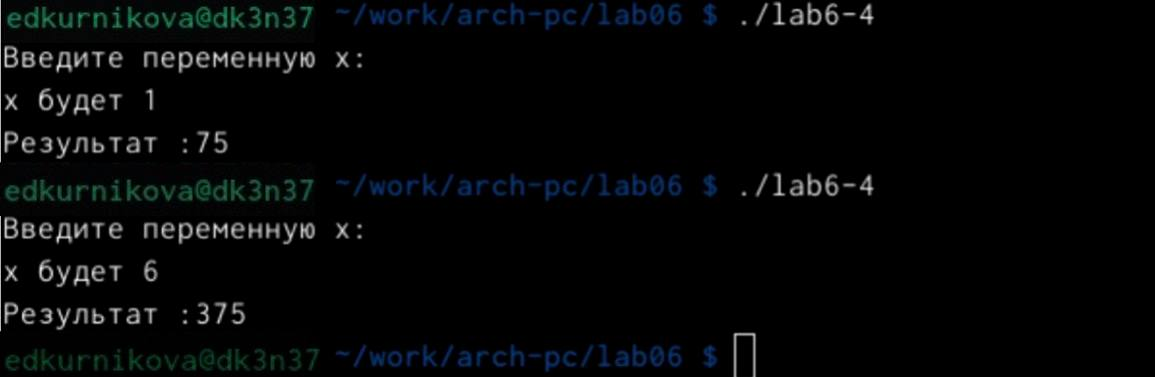 edkurnikova@dk3n37 ~/work/arch-pc/lab06 $ ./lab6-4
Введите переменную x:
x будет 1
Результат :75
edkurnikova@dk3n37 ~/work/arch-pc/lab06 $ ./lab6-4
Введите переменную x:
x будет 6
Результат :375
edkurnikova@dk3n37 ~/work/arch-pc/lab06 $